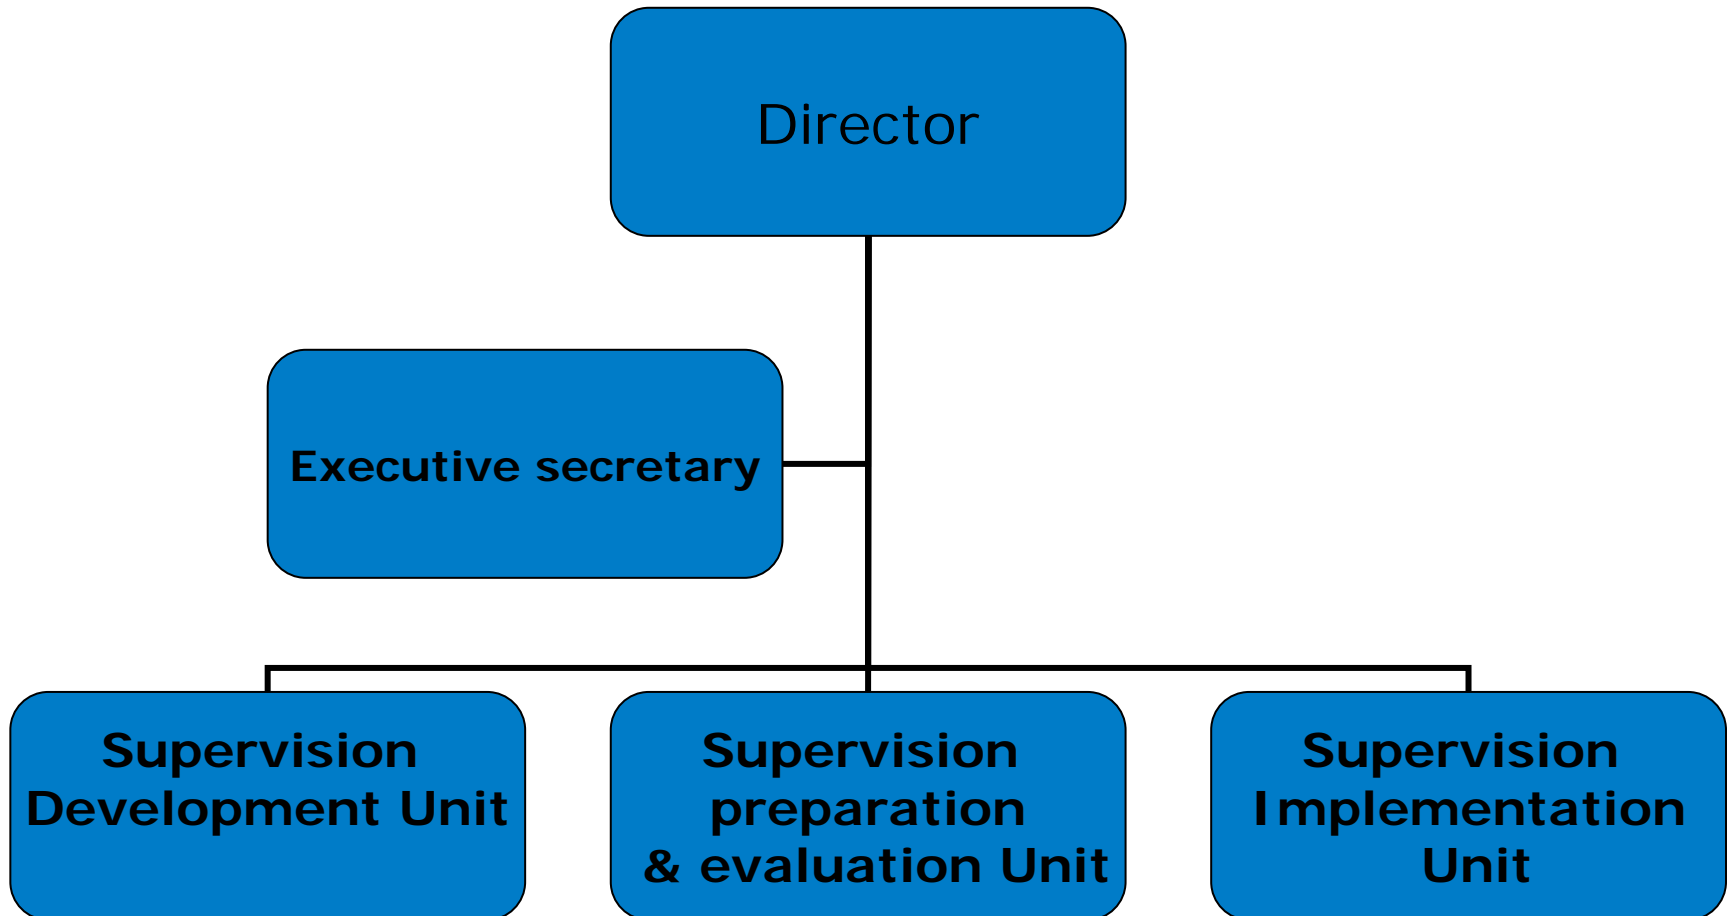 Director
Executive secretary
Supervision
Development Unit
Supervision
preparation
& evaluation Unit
Supervision
Implementation
Unit